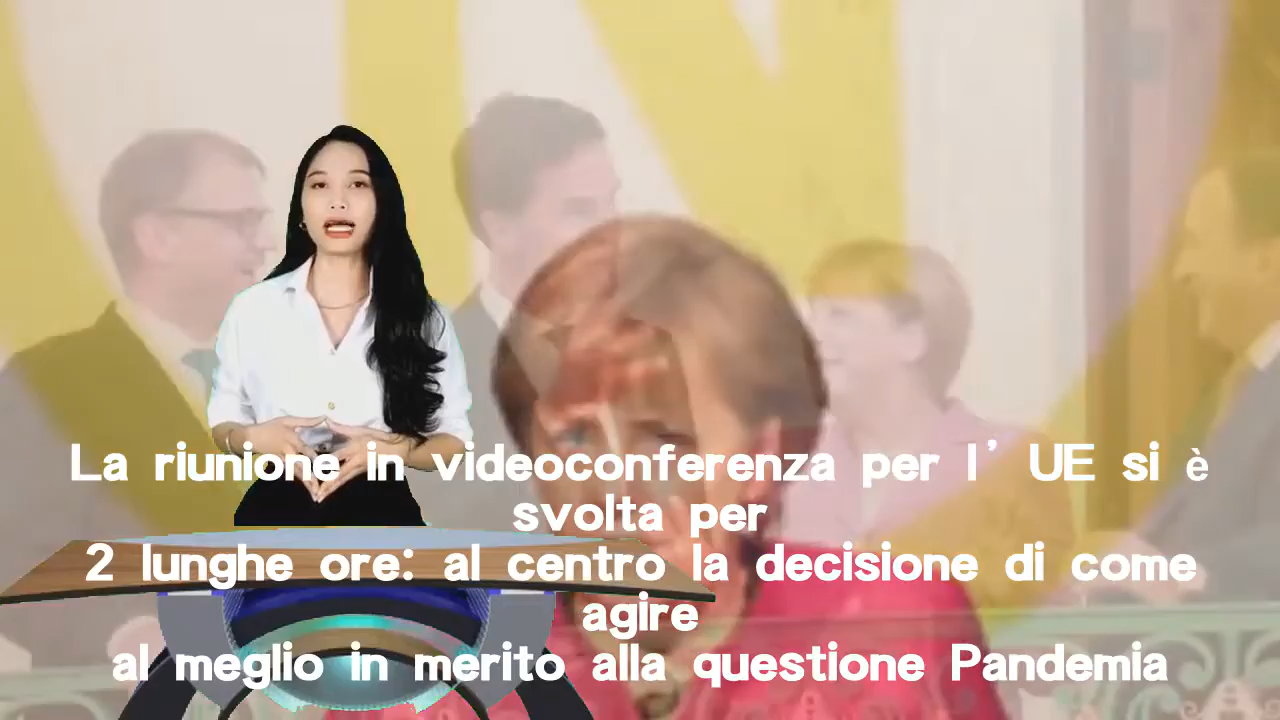 La riunione in videoconferenza per l’UE si è
svolta per
2 lunghe ore: al centro la decisione di come
agire
al meglio in merito alla questione Pandemia